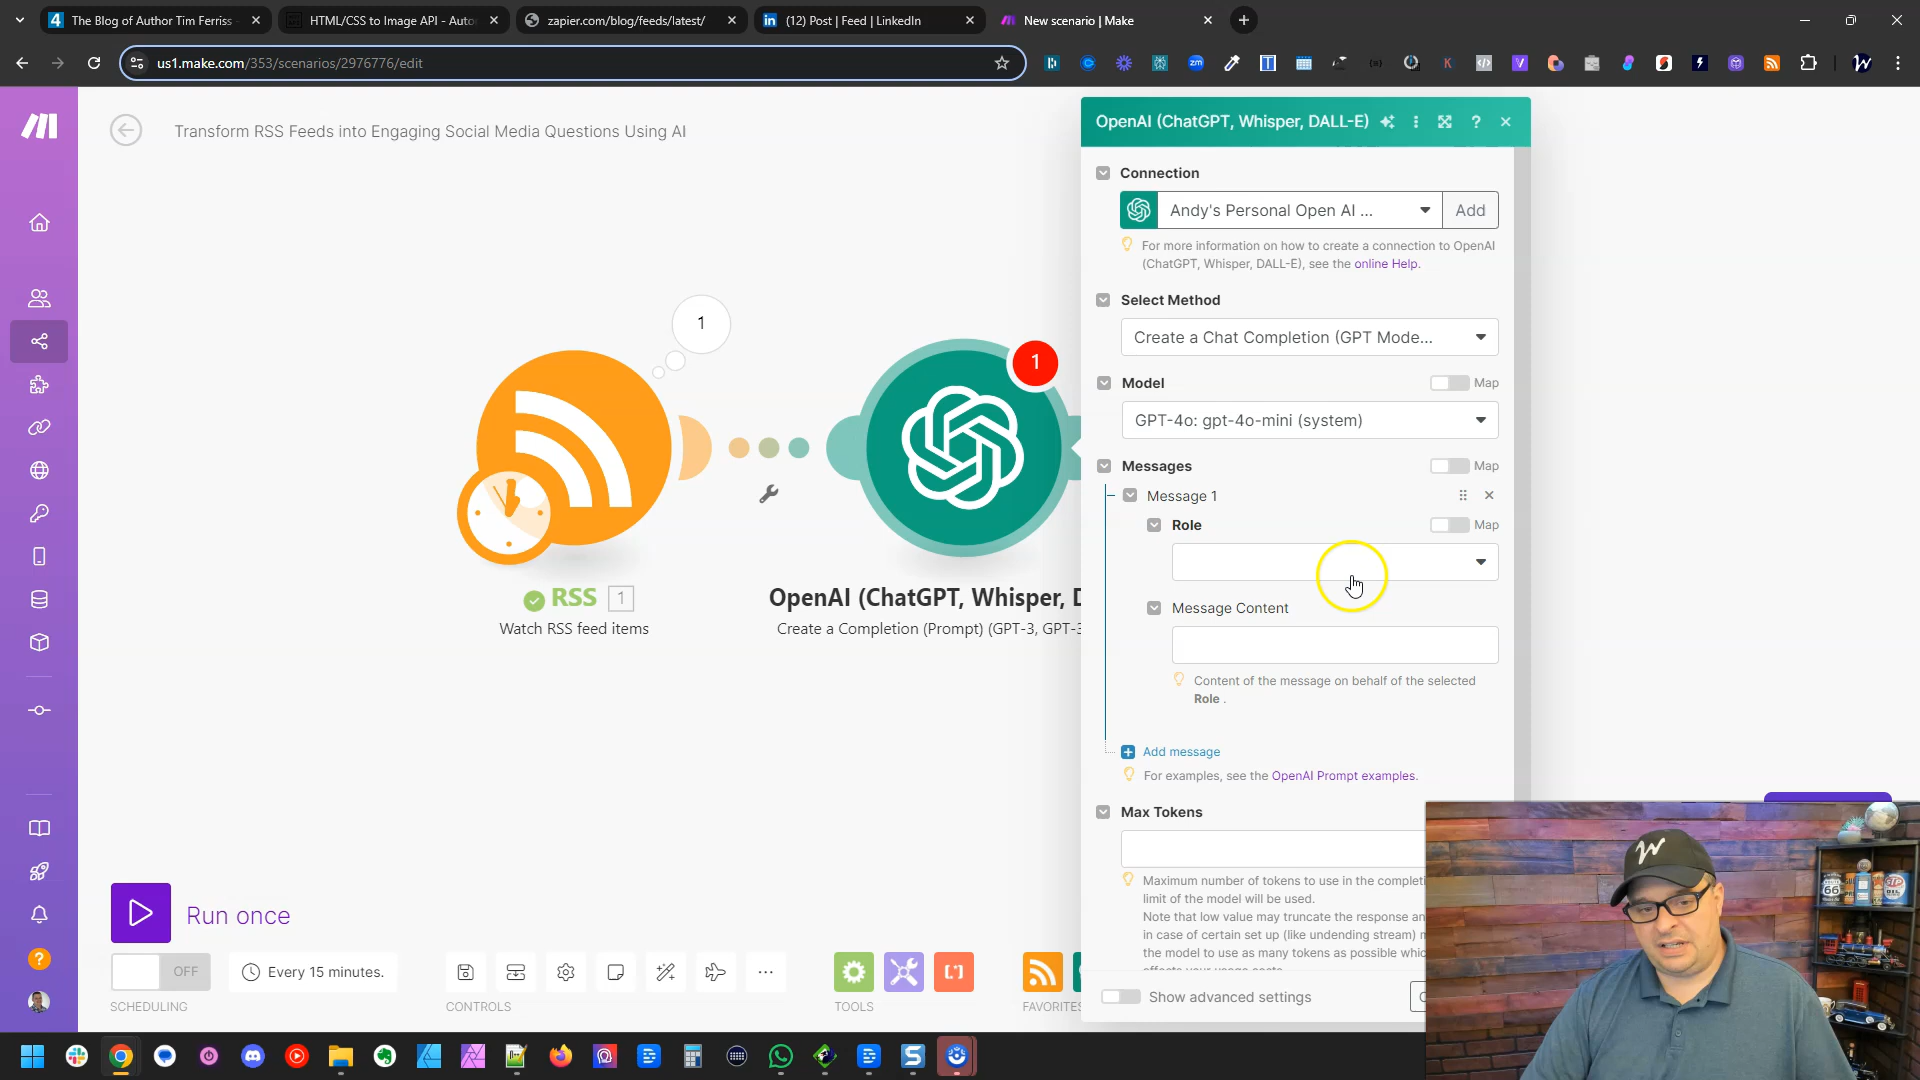 The Blog of Author Tim Ferriss
HTML/CSS to Image API - Auto
zapier.com/blog/feeds/latest/
(12) Post | Feed | LinkedIn
New scenario | Make
us1.make.com/353/scenarios/2976776/edit
Transform RSS Feeds into Engaging Social Media Questions Using AI
1
RSS 1
Watch RSS feed items
1
OpenAI (ChatGPT, Whisper, D
Create a Completion (Prompt) (GPT-3, GPT-3
OpenAI (ChatGPT, Whisper, DALL-E)
Connection
Andy's Personal Open AI ...
Add
For more information on how to create a connection to OpenAI
(ChatGPT, Whisper, DALL-E), see the online Help.
Select Method
Create a Chat Completion (GPT Mode...
Model
Map
GPT-4o: gpt-4o-mini (system)
Messages
Map
Message 1
Role
Map
Message Content
Content of the message on behalf of the selected
Role .
Add message
For examples, see the OpenAI Prompt examples.
Max Tokens
Maximum number of tokens to use in the completi
limit of the model will be used.
Note that low value may truncate the response an
in case of certain set up (like undending stream) m
the model to use as many tokens as possible whic
Show advanced settings
Run once
OFF
Every 15 minutes.
SCHEDULING
CONTROLS
TOOLS
FAVORITES